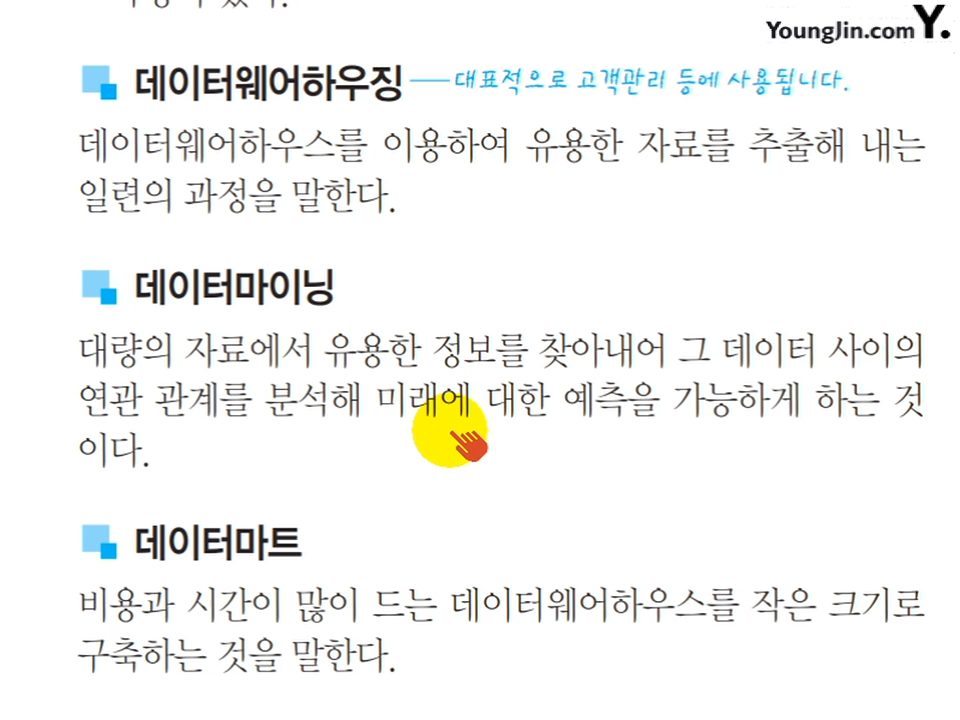 YoungJin.com Y.
데이터웨어하우징 — 대표적으로 고객관리 등에 사용됩니다.
데이터웨어하우스를 이용하여 유용한 자료를 추출해 내는
일련의 과정을 말한다.
데이터마이닝
대량의 자료에서 유용한 정보를 찾아내어 그 데이터 사이의
연관 관계를 분석해 미래에 대한 예측을 가능하게 하는 것
이다.
데이터마트
비용과 시간이 많이 드는 데이터웨어하우스를 작은 크기로
구축하는 것을 말한다.